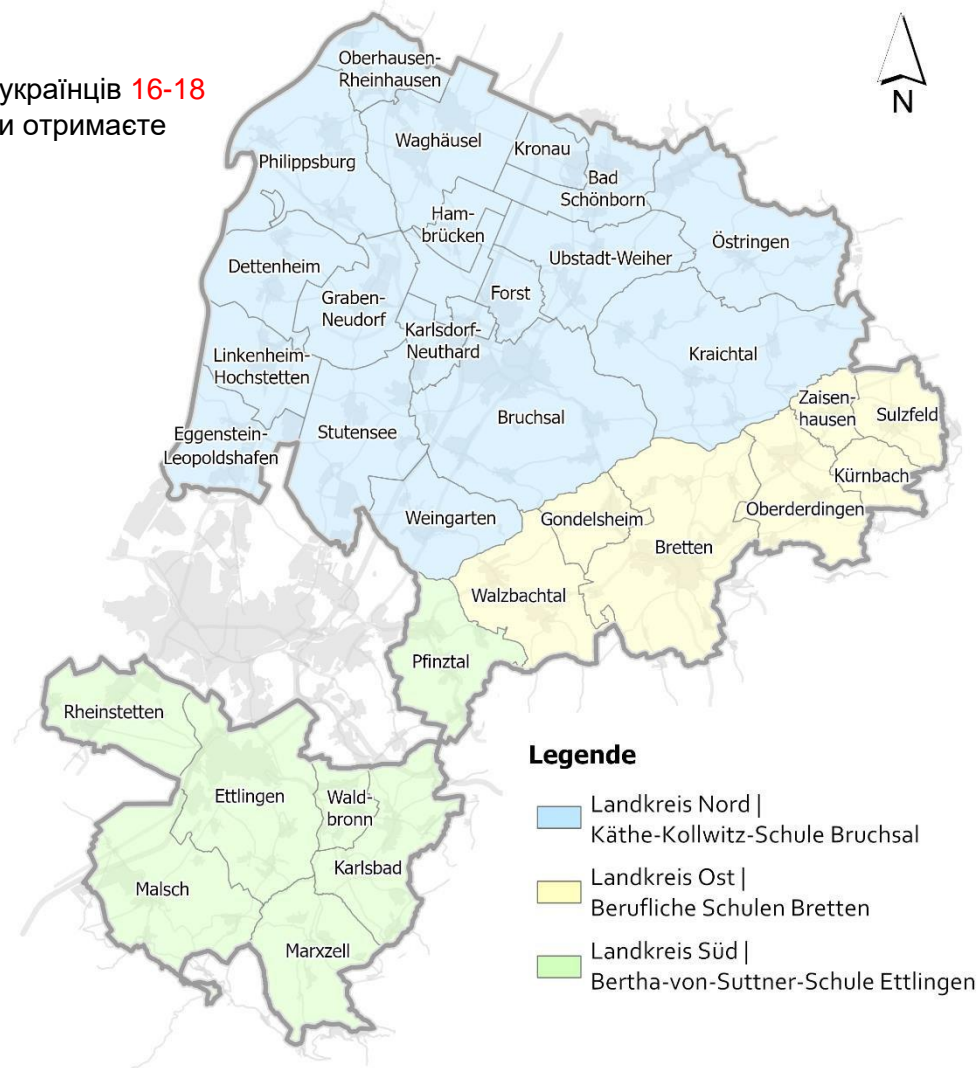 українців 16-18
и отримаєте
N
Oberhausen-
Rheinhausen
Waghäusel
Kronau
Philippsburg
Bad
Schönborn
Ham-
brücken
Östringen
Ubstadt-Weiher
Dettenheim
Forst
Graben-
Neudorf
Karlsdorf-
Neuthard
Linkenheim-
Hochstetten
Kraichtal
Zaisen-
hausen
Sulzfeld
Bruchsal
Stutensee
Eggenstein-
Leopoldshafen
Kürnbach
Oberderdingen
Weingarten
Gondelsheim
Bretten
Walzbachtal
Pfinztal
Rheinstetten
Ettlingen
Wald-
bronn
Karlsbad
Malsch
Marxzell
Legende
Landkreis Nord |
Käthe-Kollwitz-Schule Bruchsal
Landkreis Ost |
Berufliche Schulen Bretten
Landkreis Süd |
Bertha-von-Suttner-Schule Ettlingen